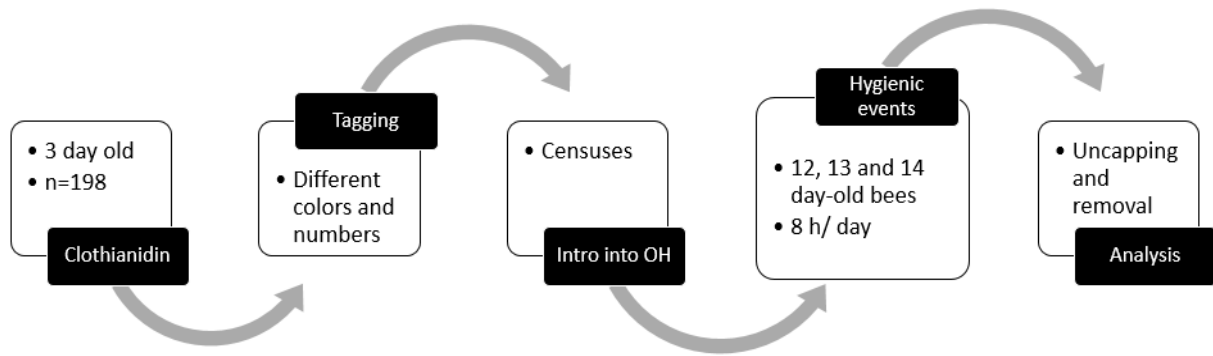 • 3 day old
• n=198
Clothianidin
Tagging
• Different
colors and
numbers
• Censuses
Intro into OH
Hygienic
events
• 12, 13 and 14
day-old bees
• 8 h/ day
• Uncapping
and
removal
Analysis